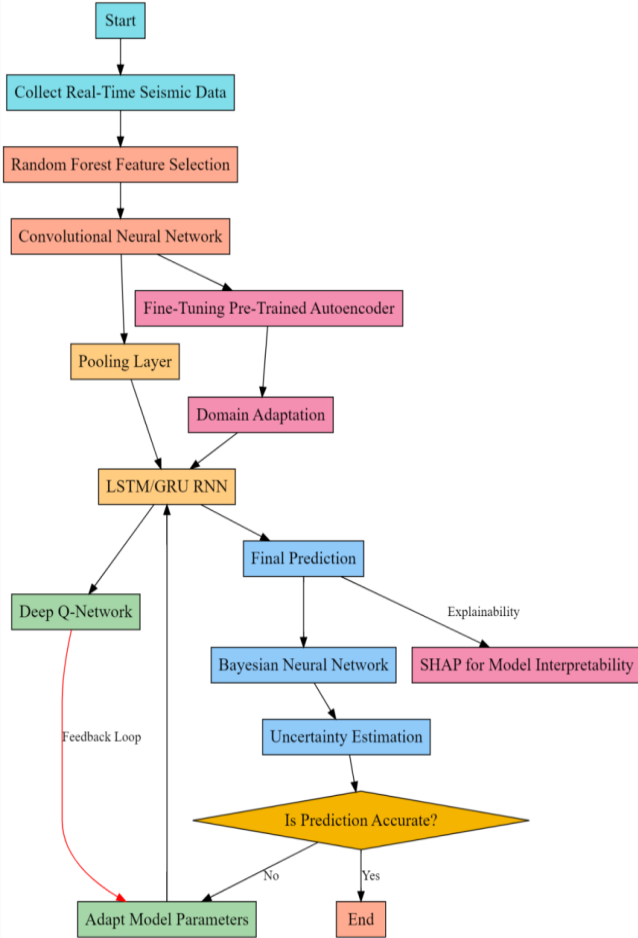 Start
Collect Real-Time Seismic Data
Random Forest Feature Selection
Convolutional Neural Network
Fine-Tuning Pre-Trained Autoencoder
Pooling Layer
Domain Adaptation
LSTM/GRU RNN
Final Prediction
Deep Q-Network
Explainability
Bayesian Neural Network
SHAP for Model Interpretability
Feedback Loop
Uncertainty Estimation
Is Prediction Accurate?
No
Yes
Adapt Model Parameters
End